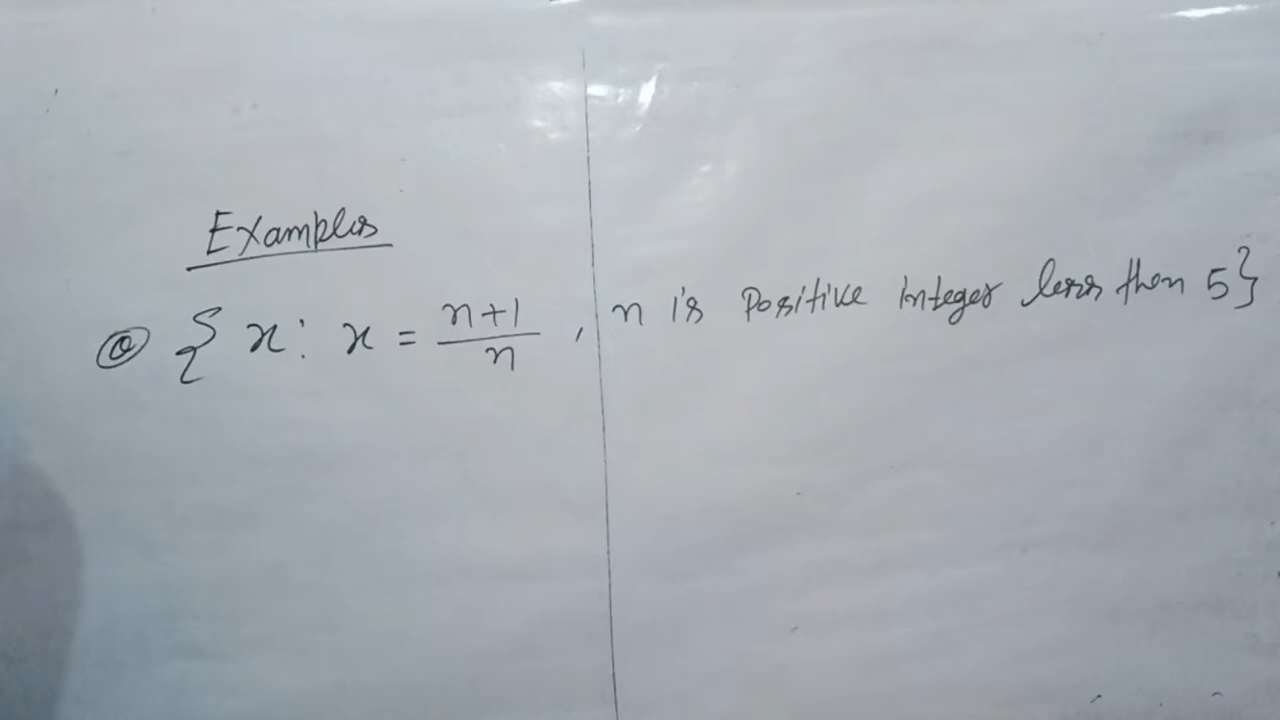 Examples
ⓐ { x : x = n+1/n , n is Positive integer less then 5}